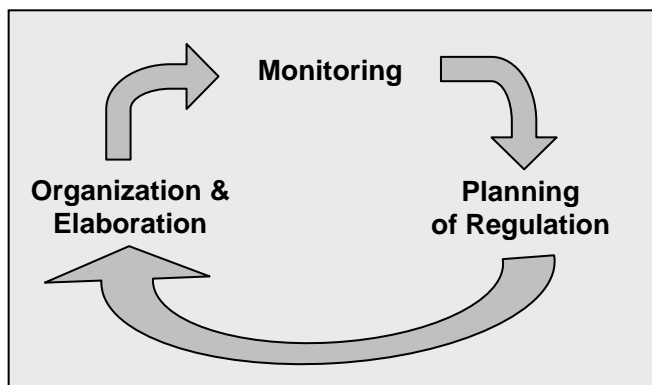 Monitoring
Organization &
Elaboration
Planning
of Regulation